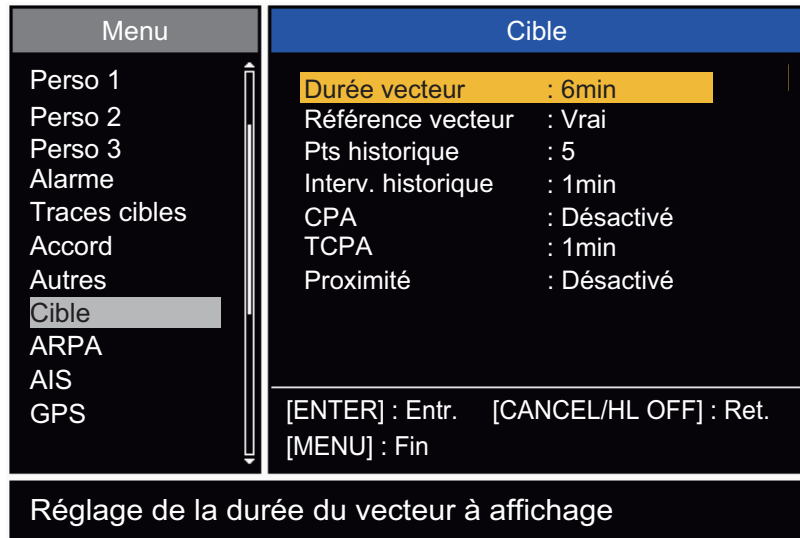 Menu
Perso 1
Perso 2
Perso 3
Alarme
Traces cibles
Accord
Autres
Cible
ARPA
AIS
GPS
Cible
Durée vecteur : 6min
Référence vecteur : Vrai
Pts historique : 5
Interv. historique : 1min
CPA : Désactivé
TCPA : 1min
Proximité : Désactivé
[ENTER] : Entr. [CANCEL/HL OFF] : Ret.
[MENU] : Fin
Réglage de la durée du vecteur à affichage